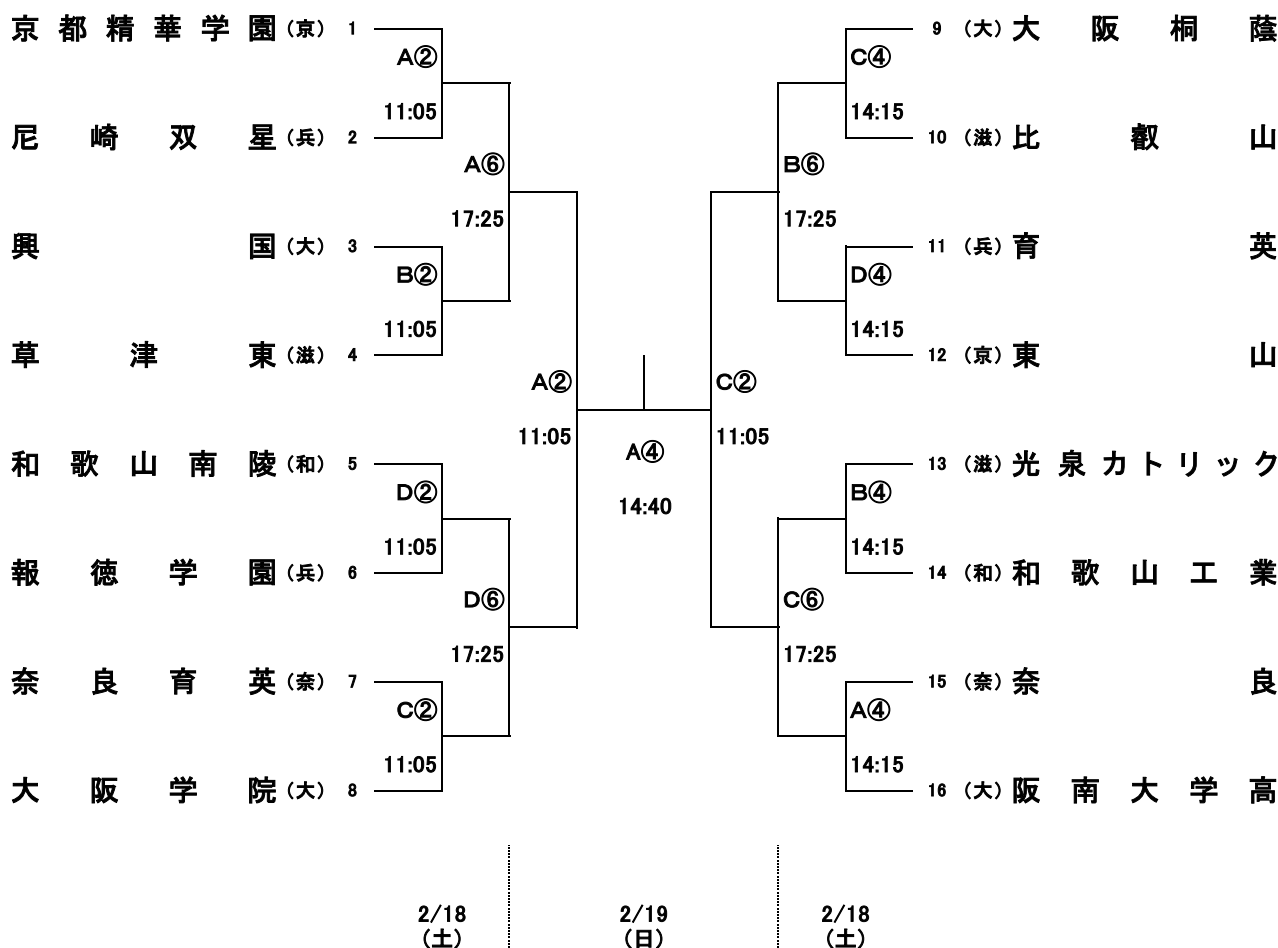 京都精華学園 (京) 1
A②
11:05
尼崎双星 (兵) 2
A⑥
17:25
興国 (大) 3
B②
11:05
草津東 (滋) 4
A②
11:05
和歌山南陵 (和) 5
D②
11:05
報徳学園 (兵) 6
D⑥
17:25
奈良育英 (奈) 7
C②
11:05
大阪学院 (大) 8
A④
14:40
9 (大) 大阪桐蔭
C④
14:15
10 (滋) 比叡山
B⑥
17:25
11 (兵) 育英
D④
14:15
12 (京) 東山
C②
11:05
13 (滋) 光泉カトリック
B④
14:15
14 (和) 和歌山工業
C⑥
17:25
15 (奈) 奈良
A④
14:15
16 (大) 阪南大学高
2/18
(土)
2/19
(日)
2/18
(土)